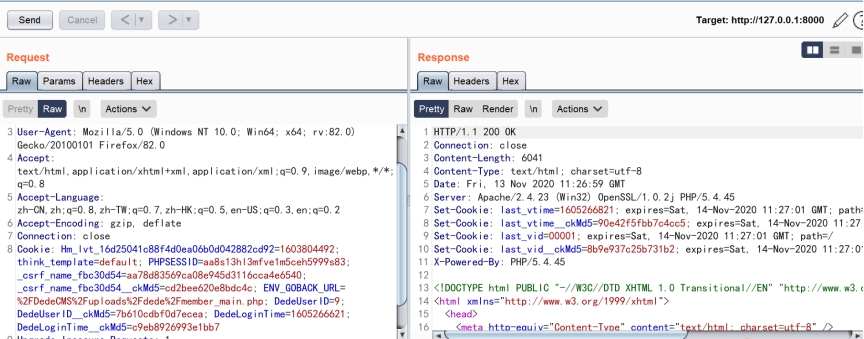 Send Cancel < > Target: http://127.0.0.1:8000
Request
Raw Params Headers Hex
Pretty Raw \n Actions
3 User-Agent: Mozilla/5.0 (Windows NT 10.0; Win64; x64; rv:82.0)
Gecko/20100101 Firefox/82.0
4 Accept:
text/html,application/xhtml+xml,application/xml;q=0.9,image/webp,*/*;
q=0.8
5 Accept-Language:
zh-CN,zh;q=0.8,zh-TW;q=0.7,zh-HK;q=0.5,en-US;q=0.3,en;q=0.2
6 Accept-Encoding: gzip, deflate
7 Connection: close
8 Cookie: Hm_lvt_16d25041c88f4d0ea06b0d042882cd92=1603804492;
think_template=default; PHPSESSID=aa8s13hl3mfve1m5ceh5999s83;
_csrf_name_fbc30d54=aa78d83569ca08e945d3116cca4e6540;
_csrf_name_fbc30d54__ckMd5=cd2bee620e8bdc4c; ENV_GOBACK_URL=
%2FDedeCMS%2Fuploads%2Fdede%2Fmember_main.php; DedeUserID=9;
DedeUserID__ckMd5=7b610cdbf0d7ecea; DedeLoginTime=1605266621;
DedeLoginTime__ckMd5=c9eb8926993e1bb7
Response
Raw Headers Hex
Pretty Raw Render \n Actions
1 HTTP/1.1 200 OK
2 Connection: close
3 Content-Length: 6041
4 Content-Type: text/html; charset=utf-8
5 Date: Fri, 13 Nov 2020 11:26:59 GMT
6 Server: Apache/2.4.23 (Win32) OpenSSL/1.0.2j PHP/5.4.45
7 Set-Cookie: last_vtime=1605266821; expires=Sat, 14-Nov-2020 11:27:01 GMT; path=
8 Set-Cookie: last_vtime__ckMd5=90e42f5fbb7c4cc5; expires=Sat, 14-Nov-2020 11:27
9 Set-Cookie: last_vid=00001; expires=Sat, 14-Nov-2020 11:27:01 GMT; path=/
10 Set-Cookie: last_vid__ckMd5=8b9e937c25b731b2; expires=Sat, 14-Nov-2020 11:27:0
11 X-Powered-By: PHP/5.4.45
12
13 <!DOCTYPE html PUBLIC "-//W3C//DTD XHTML 1.0 Transitional//EN" "http://www.w3.o
14 <html xmlns="http://www.w3.org/1999/xhtml">
15 <head>
16 <meta http-equiv="Content-Type" content="text/html; charset=utf-8" />